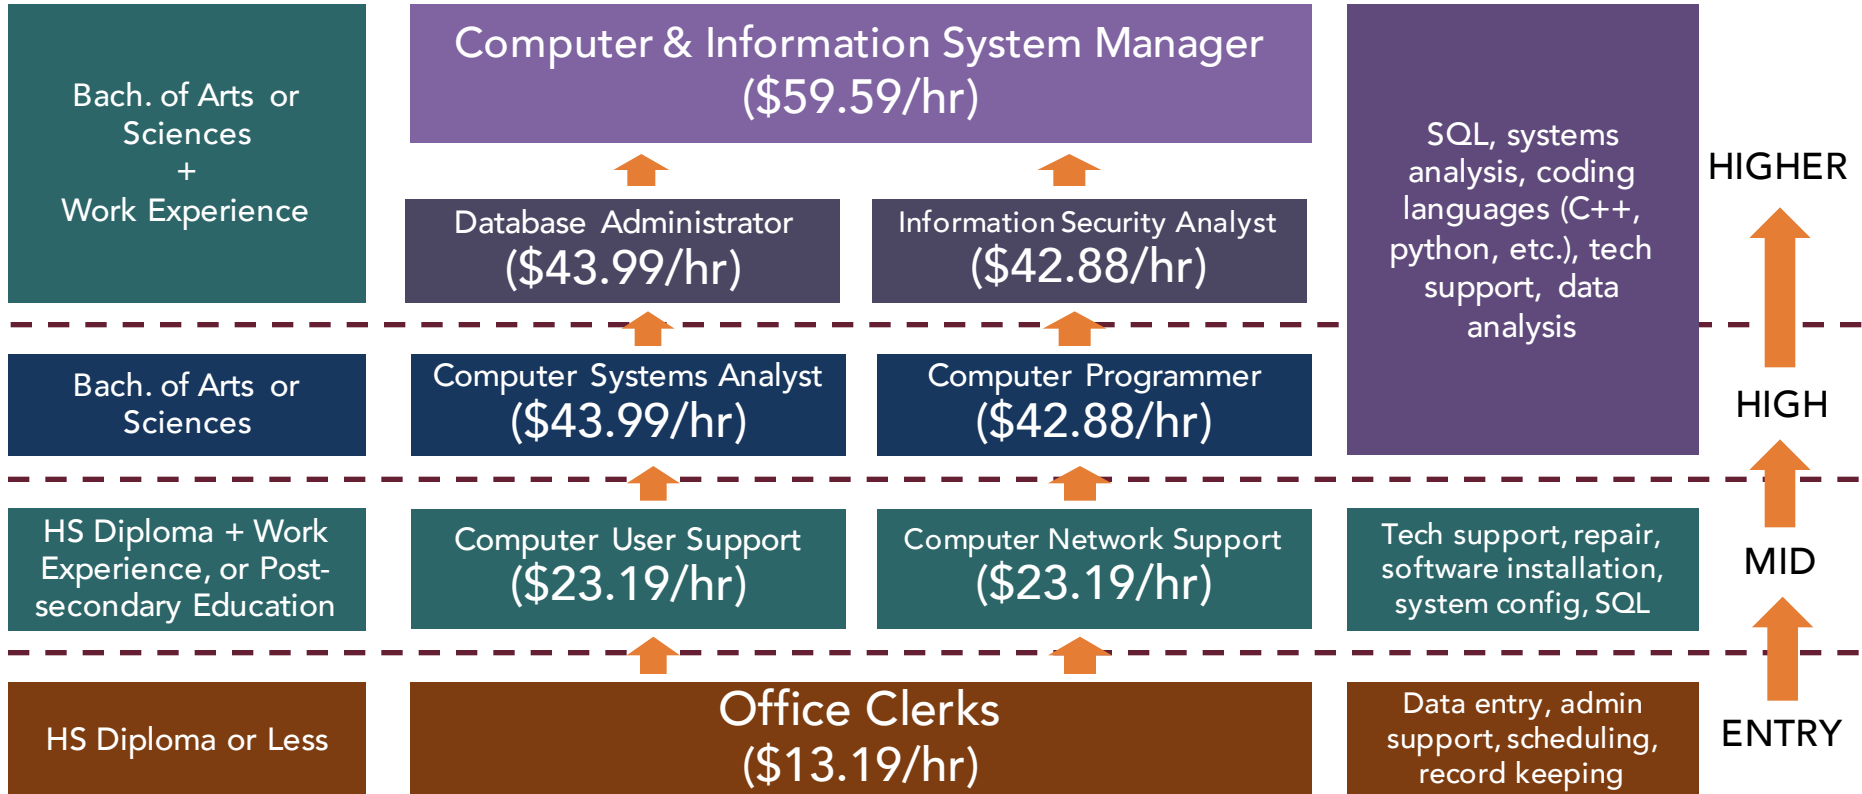 Bach. of Arts or
Sciences
+
Work Experience
Computer & Information System Manager
($59.59/hr)
Database Administrator
($43.99/hr)
Information Security Analyst
($42.88/hr)
SQL, systems
analysis, coding
languages (C++,
python, etc.), tech
support, data
analysis
HIGHER
Bach. of Arts or
Sciences
Computer Systems Analyst
($43.99/hr)
Computer Programmer
($42.88/hr)
HIGH
HS Diploma + Work
Experience, or Post-
secondary Education
Computer User Support
($23.19/hr)
Computer Network Support
($23.19/hr)
Tech support, repair,
software installation,
system config, SQL
MID
HS Diploma or Less
Office Clerks
($13.19/hr)
Data entry, admin
support, scheduling,
record keeping
ENTRY